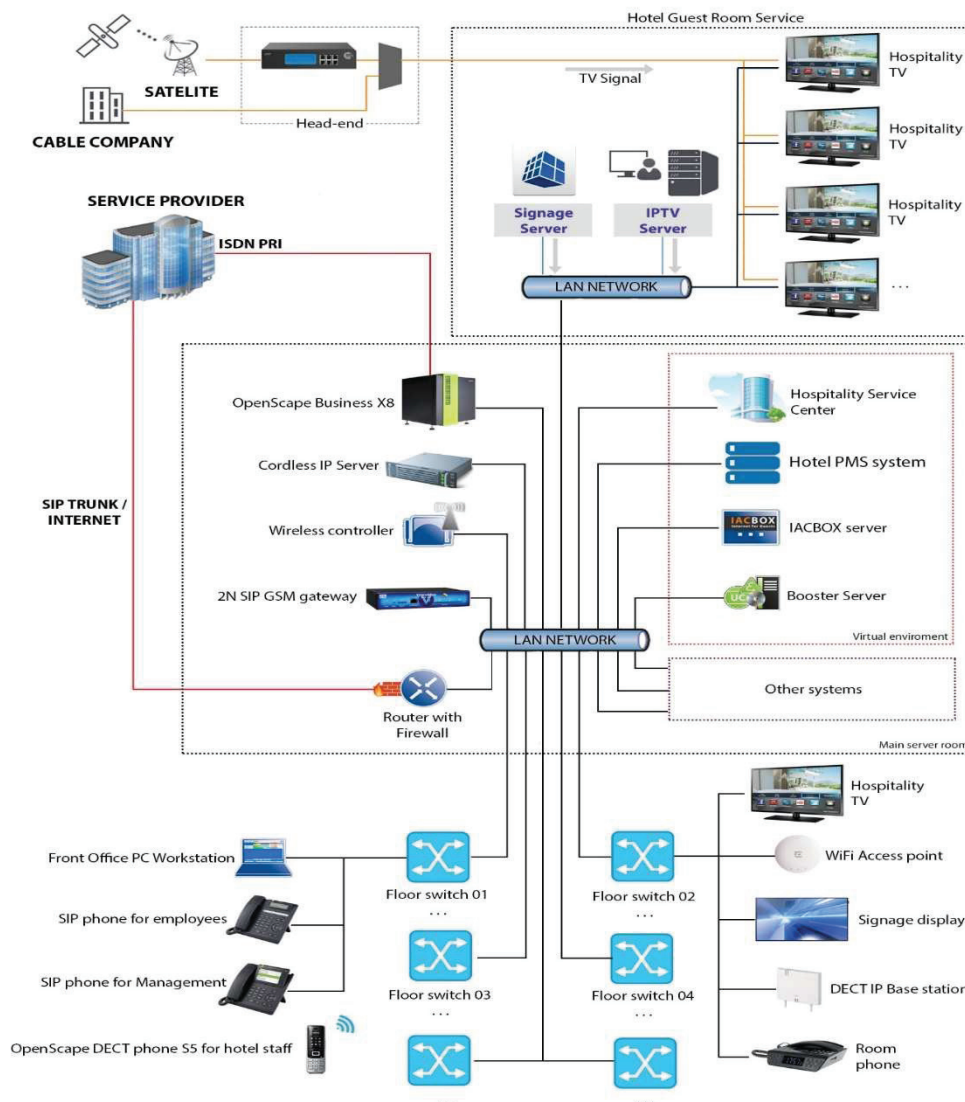 Hotel Guest Room Service
SATELITE
CABLE COMPANY
Head-end
TV Signal
Hospitality
TV
Hospitality
TV
Hospitality
TV
...
Signage
Server
IPTV
Server
LAN NETWORK
SERVICE PROVIDER
ISDN PRI
SIP TRUNK /
INTERNET
OpenScape Business X8
Cordless IP Server
Wireless controller
2N SIP GSM gateway
Router with
Firewall
LAN NETWORK
Hospitality Service
Center
Hotel PMS system
IACBOX
IACBOX server
UC
Booster Server
Virtual enviroment
Other systems
Main server room
Front Office PC Workstation
SIP phone for employees
SIP phone for Management
OpenScape DECT phone S5 for hotel staff
Floor switch 01
...
Floor switch 02
...
Floor switch 03
...
Floor switch 04
...
Hospitality
TV
WiFi Access point
Signage display
DECT IP Base station
Room
phone